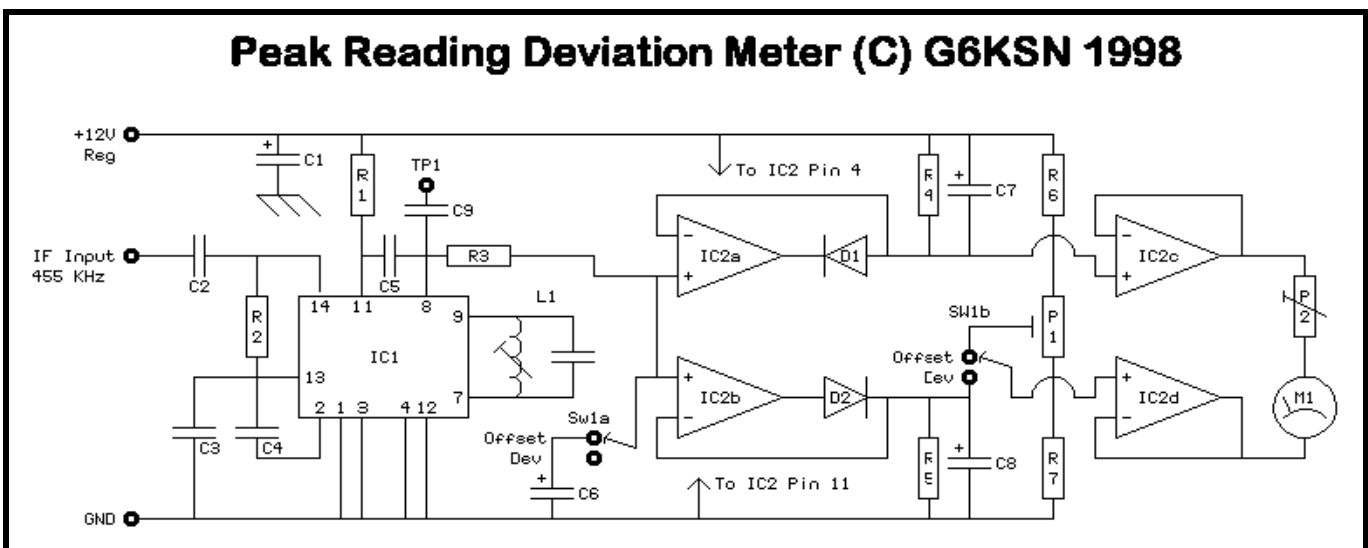 Peak Reading Deviation Meter (C) G6KSN 1998
+12V
Reg
C1
R1
TP1
C9
To IC2 Pin 4
R4
C7
R6
IF Input
455 KHz
C2
C5
R3
IC2a
D1
IC2c
R2
14
11
8
9
L1
SW1b
P1
P2
IC1
Offset
Dev
13
7
2
1
3
4
12
IC2b
D2
IC2d
M1
Sw1a
Offset
Dev
C3
C4
C6
To IC2 Pin 11
R5
C8
R7
GND
+
+
+
+
+
+
+
+
−
−
−
−